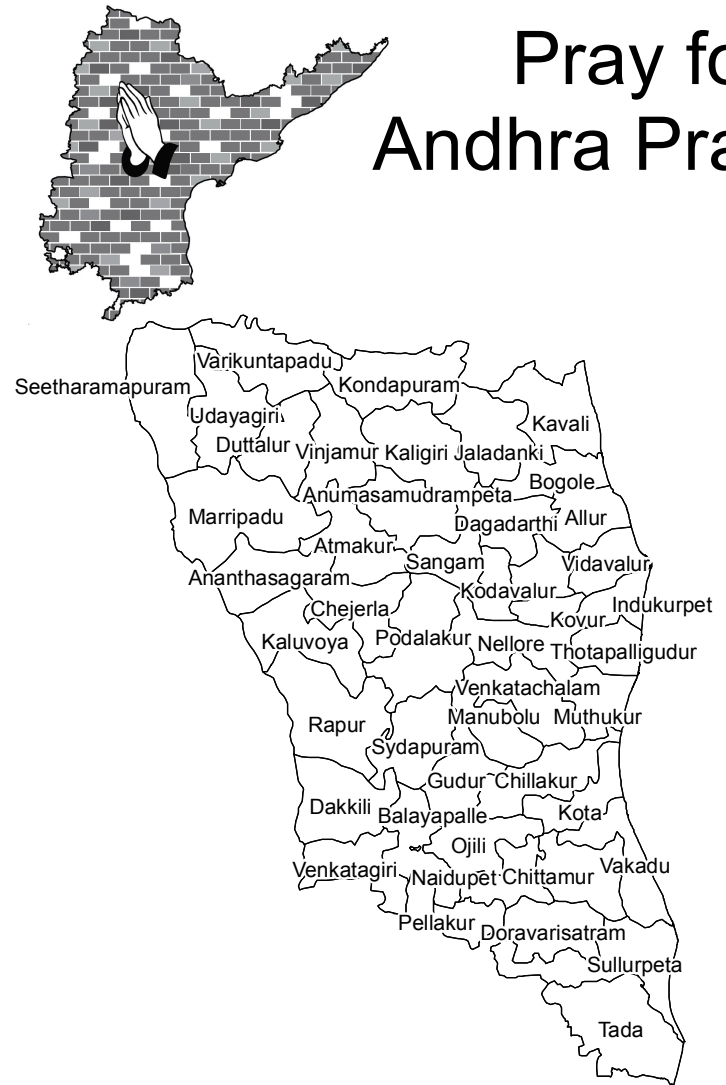 Pray fo
Andhra Pra
Varikuntapadu
Seetharamapuram
Kondapuram
Udayagiri
Kavali
Duttalur
Vinjamur
Kaligiri
Jaladanki
Bogole
Anumasamudrampeta
Marripadu
Dagadarthi
Allur
Atmakur
Sangam
Vidavalur
Ananthasagaram
Kodavalur
Chejerla
Indukurpet
Kovur
Kaluvoya
Podalakur
Nellore
Thotapalligudur
Venkatachalam
Rapur
Manubolu
Muthukur
Sydapuram
Gudur
Chillakur
Dakkili
Balayapalle
Kota
Ojili
Venkatagiri
Naidupet
Chittamur
Vakadu
Pellakur
Doravarisatram
Sullurpeta
Tada